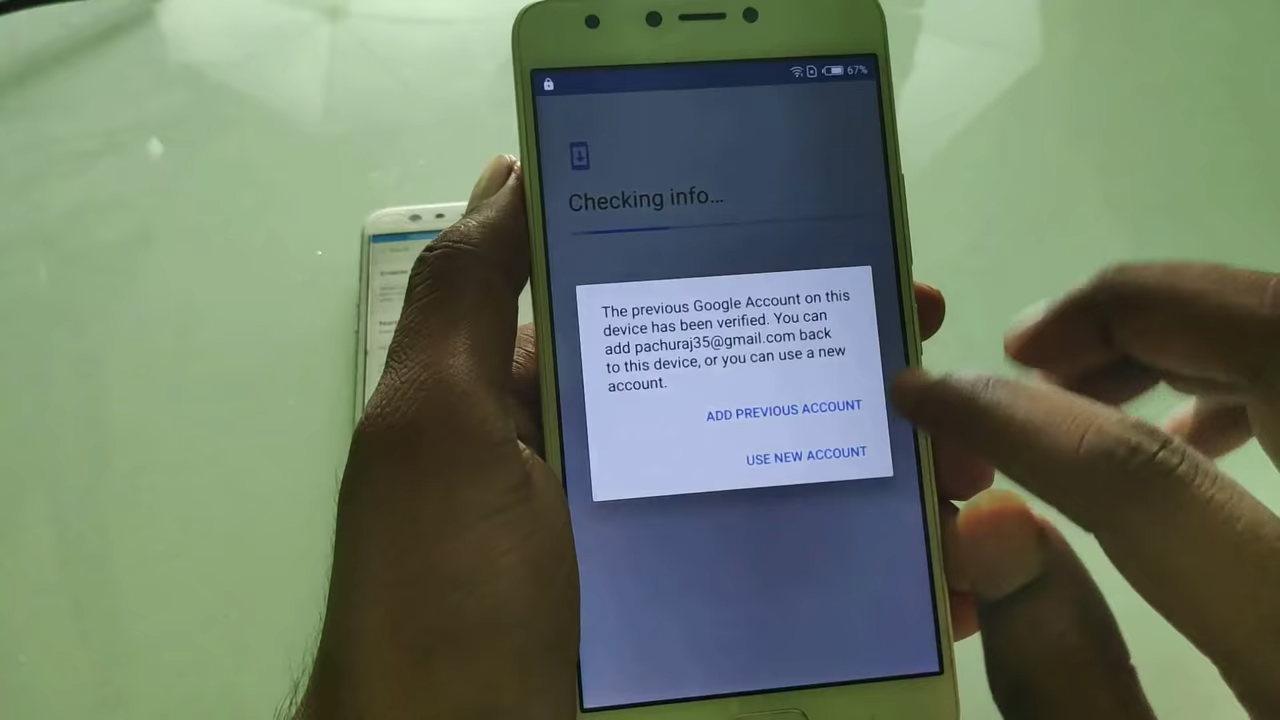 67%
Checking info...
The previous Google Account on this
device has been verified. You can
add pachuraj35@gmail.com back
to this device, or you can use a new
account.
ADD PREVIOUS ACCOUNT
USE NEW ACCOUNT